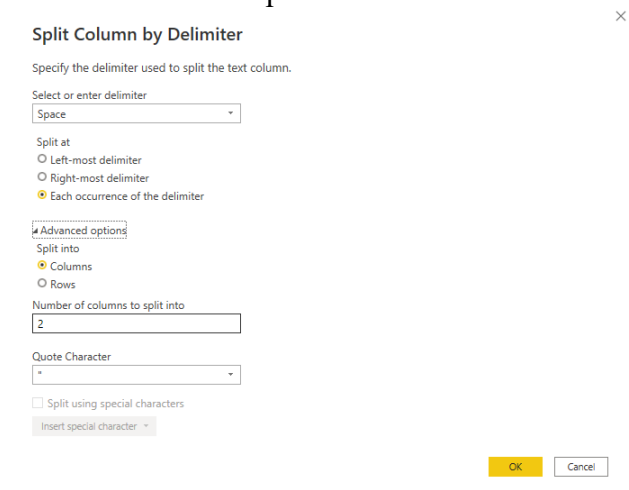 Split Column by Delimiter
Specify the delimiter used to split the text column.
Select or enter delimiter
Space
Split at
Left-most delimiter
Right-most delimiter
Each occurrence of the delimiter
Advanced options
Split into
Columns
Rows
Number of columns to split into
2
Quote Character
"
Split using special characters
Insert special character
OK Cancel